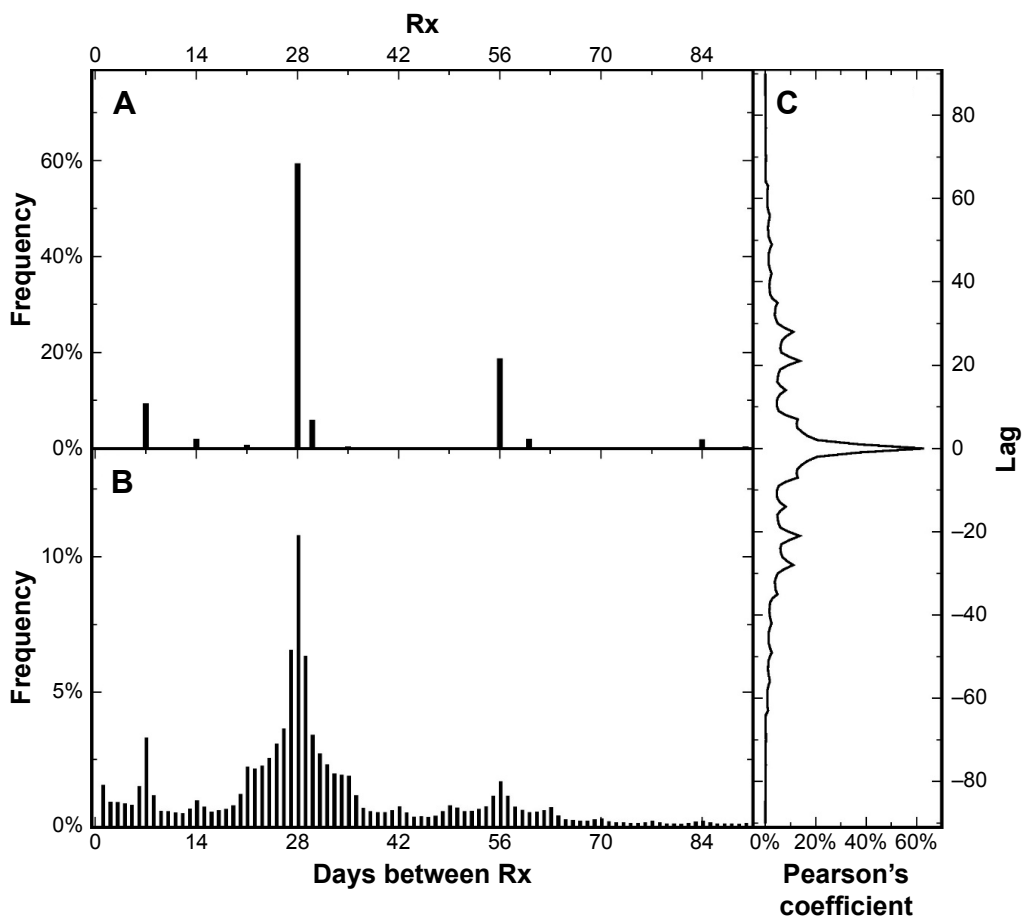 Rx
0 14 28 42 56 70 84
A
C
Frequency
60%
40%
20%
0%
80
60
40
20
0
–20
–40
–60
–80
Lag
B
Frequency
10%
5%
0%
0 14 28 42 56 70 84
Days between Rx
0% 20% 40% 60%
Pearson's
coefficient